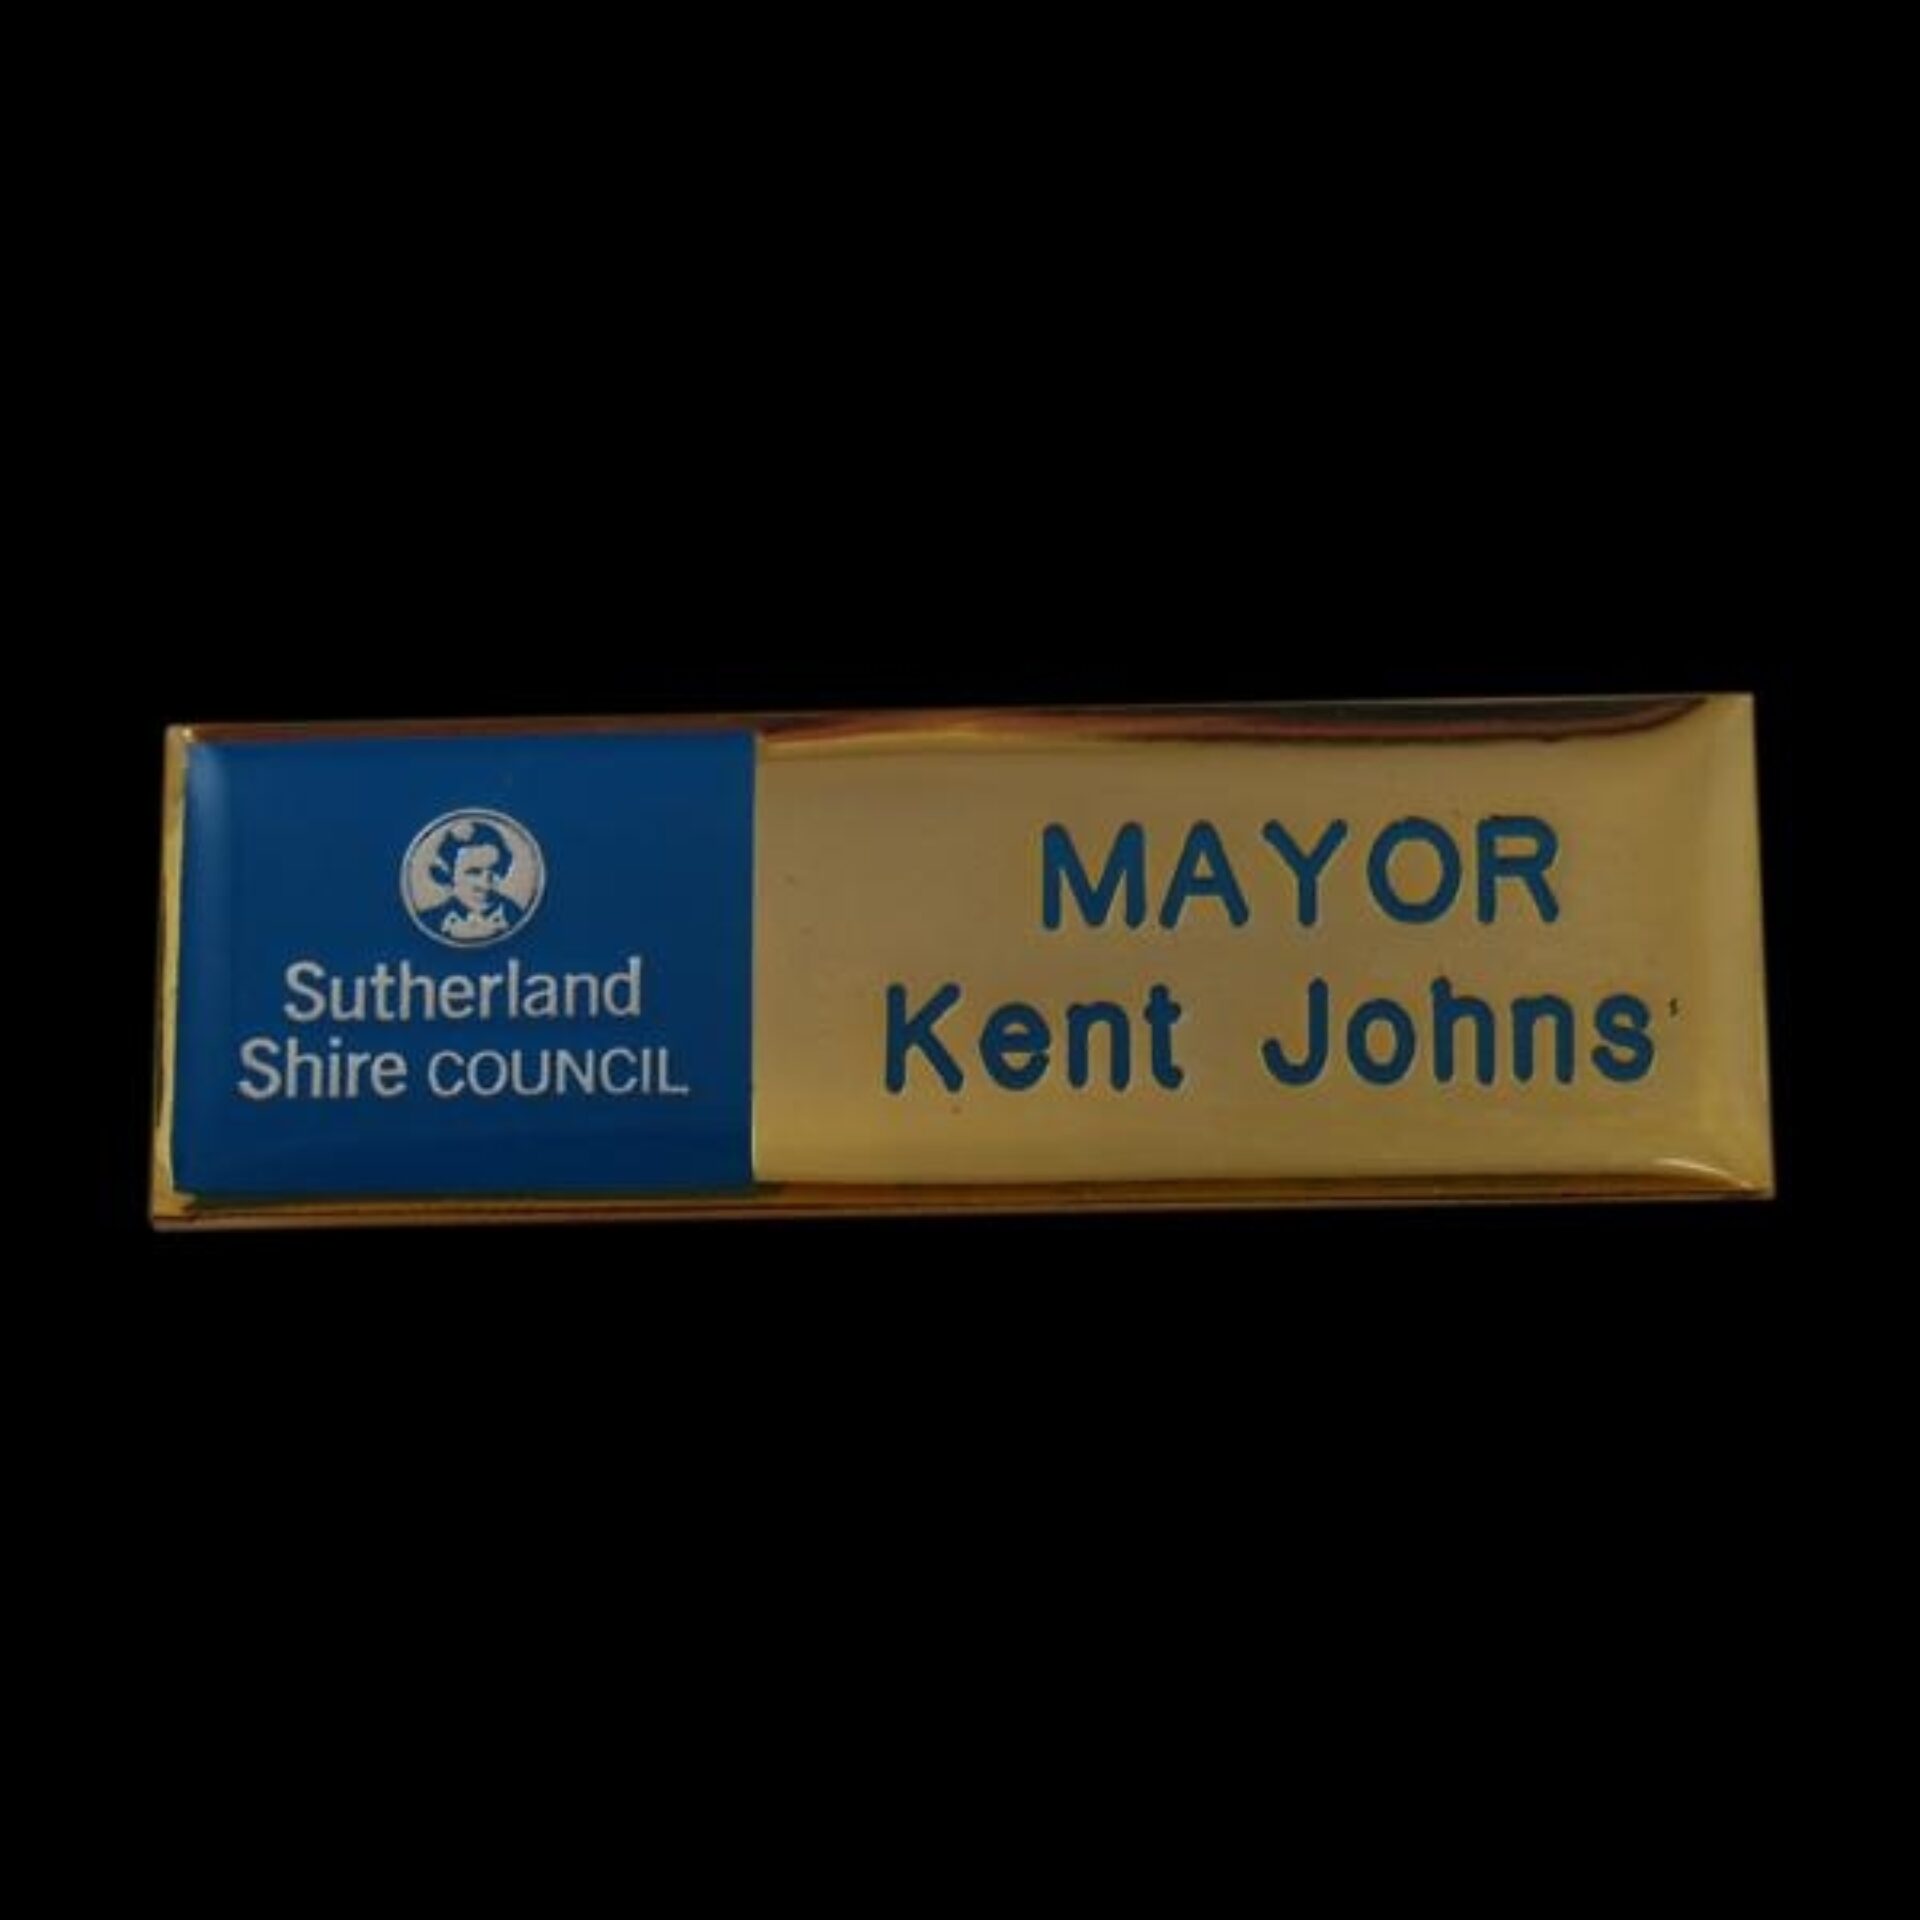 Sutherland
Shire COUNCIL
MAYOR
Kent Johns